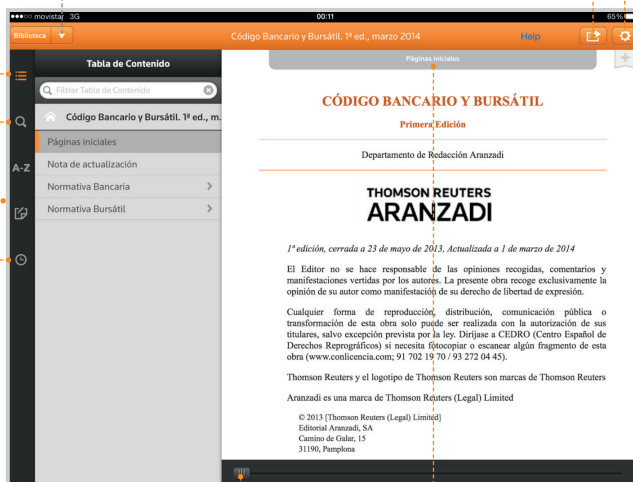 movistar 3G 00:11 65%
Biblioteca Código Bancario y Bursátil. 1ª ed., marzo 2014 Help
Tabla de Contenido
Filtrar Tabla de Contenido
Código Bancario y Bursátil. 1ª ed., m.
Páginas iniciales
Nota de actualización
Normativa Bancaria
Normativa Bursátil
A-Z
Páginas iniciales
CÓDIGO BANCARIO Y BURSÁTIL
Primera Edición
Departamento de Redacción Aranzadi
THOMSON REUTERS
ARANZADI
1ª edición, cerrada a 23 de mayo de 2013, Actualizada a 1 de marzo de 2014
El Editor no se hace responsable de las opiniones recogidas, comentarios y
manifestaciones vertidas por los autores. La presente obra recoge exclusivamente la
opinión de su autor como manifestación de su derecho de libertad de expresión.
Cualquier forma de reproducción, distribución, comunicación pública o
transformación de esta obra solo puede ser realizada con la autorización de sus
titulares, salvo excepción prevista por la ley. Diríjase a CEDRO (Centro Español de
Derechos Reprográficos) si necesita fotocopiar o escanear algún fragmento de esta
obra (www.conlicencia.com; 91 702 19 70 / 93 272 04 45).
Thomson Reuters y el logotipo de Thomson Reuters son marcas de Thomson Reuters
Aranzadi es una marca de Thomson Reuters (Legal) Limited
© 2013 [Thomson Reuters (Legal) Limited]
Editorial Aranzadi, SA
Camino de Galar, 15
31190, Pamplona